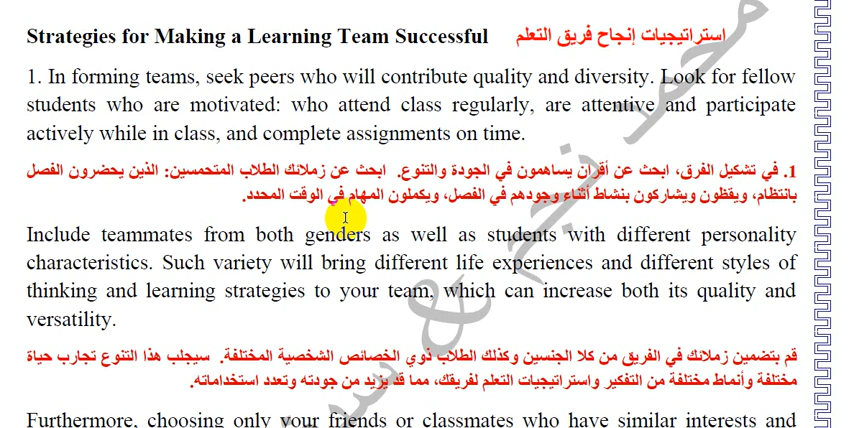 Strategies for Making a Learning Team Successful استراتيجيات إنجاح فريق التعلم
1. In forming teams, seek peers who will contribute quality and diversity. Look for fellow
students who are motivated: who attend class regularly, are attentive and participate
actively while in class, and complete assignments on time.
1. في تشكيل الفرق، ابحث عن أقران يساهمون في الجودة والتنوع. ابحث عن زملائك الطلاب المتحمسين: الذين يحضرون الفصل
بانتظام، ويقظون ويشاركون بنشاط أثناء وجودهم في الفصل، ويكملون المهام في الوقت المحدد.
Include teammates from both genders as well as students with different personality
characteristics. Such variety will bring different life experiences and different styles of
thinking and learning strategies to your team, which can increase both its quality and
versatility.
قم بتضمين زملائك في الفريق من كلا الجنسين وكذلك الطلاب ذوي الخصائص الشخصية المختلفة. سيجلب هذا التنوع تجارب حياة
مختلفة وأنماط مختلفة من التفكير واستراتيجيات التعلم لفريقك، مما قد يزيد من جودته وتعدد استخداماته.
Furthermore, choosing only your friends or classmates who have similar interests and
محمد نجم &